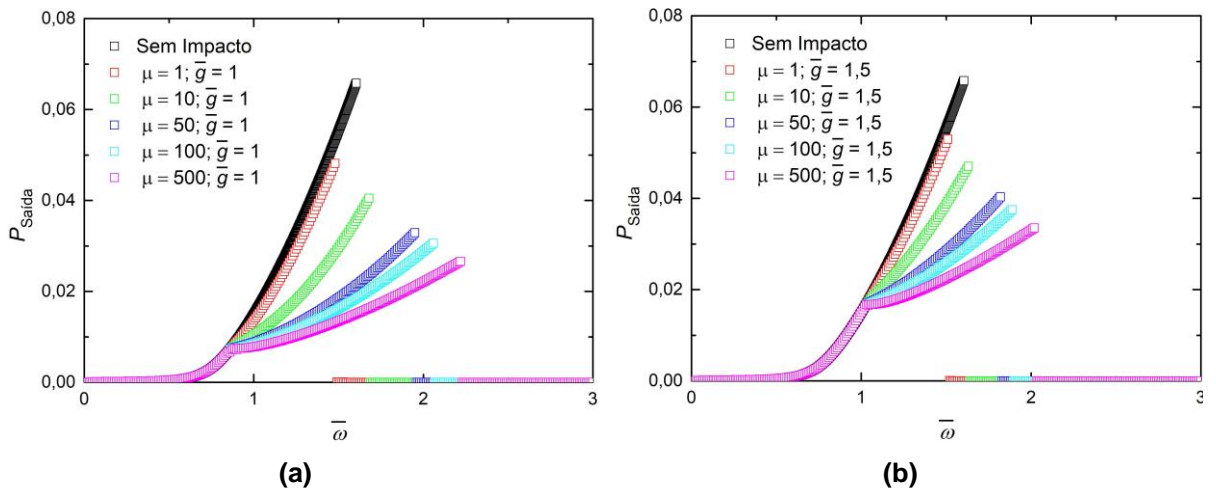 0,08
0,06
0,04
0,02
0,00
P_Saída
Sem Impacto
μ = 1; g̅ = 1
μ = 10; g̅ = 1
μ = 50; g̅ = 1
μ = 100; g̅ = 1
μ = 500; g̅ = 1
0 1 2 3
ω̅
(a)
0,08
0,06
0,04
0,02
0,00
P_Saída
Sem Impacto
μ = 1; g̅ = 1,5
μ = 10; g̅ = 1,5
μ = 50; g̅ = 1,5
μ = 100; g̅ = 1,5
μ = 500; g̅ = 1,5
0 1 2 3
ω̅
(b)